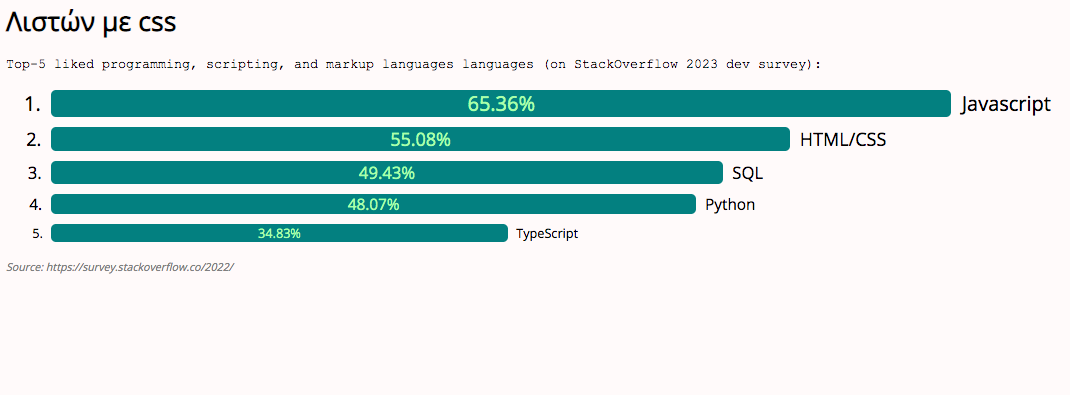 Λιστών με css
Top-5 liked programming, scripting, and markup languages languages (on StackOverflow 2023 dev survey):
1. 65.36% Javascript
2. 55.08% HTML/CSS
3. 49.43% SQL
4. 48.07% Python
5. 34.83% TypeScript
Source: https://survey.stackoverflow.co/2022/